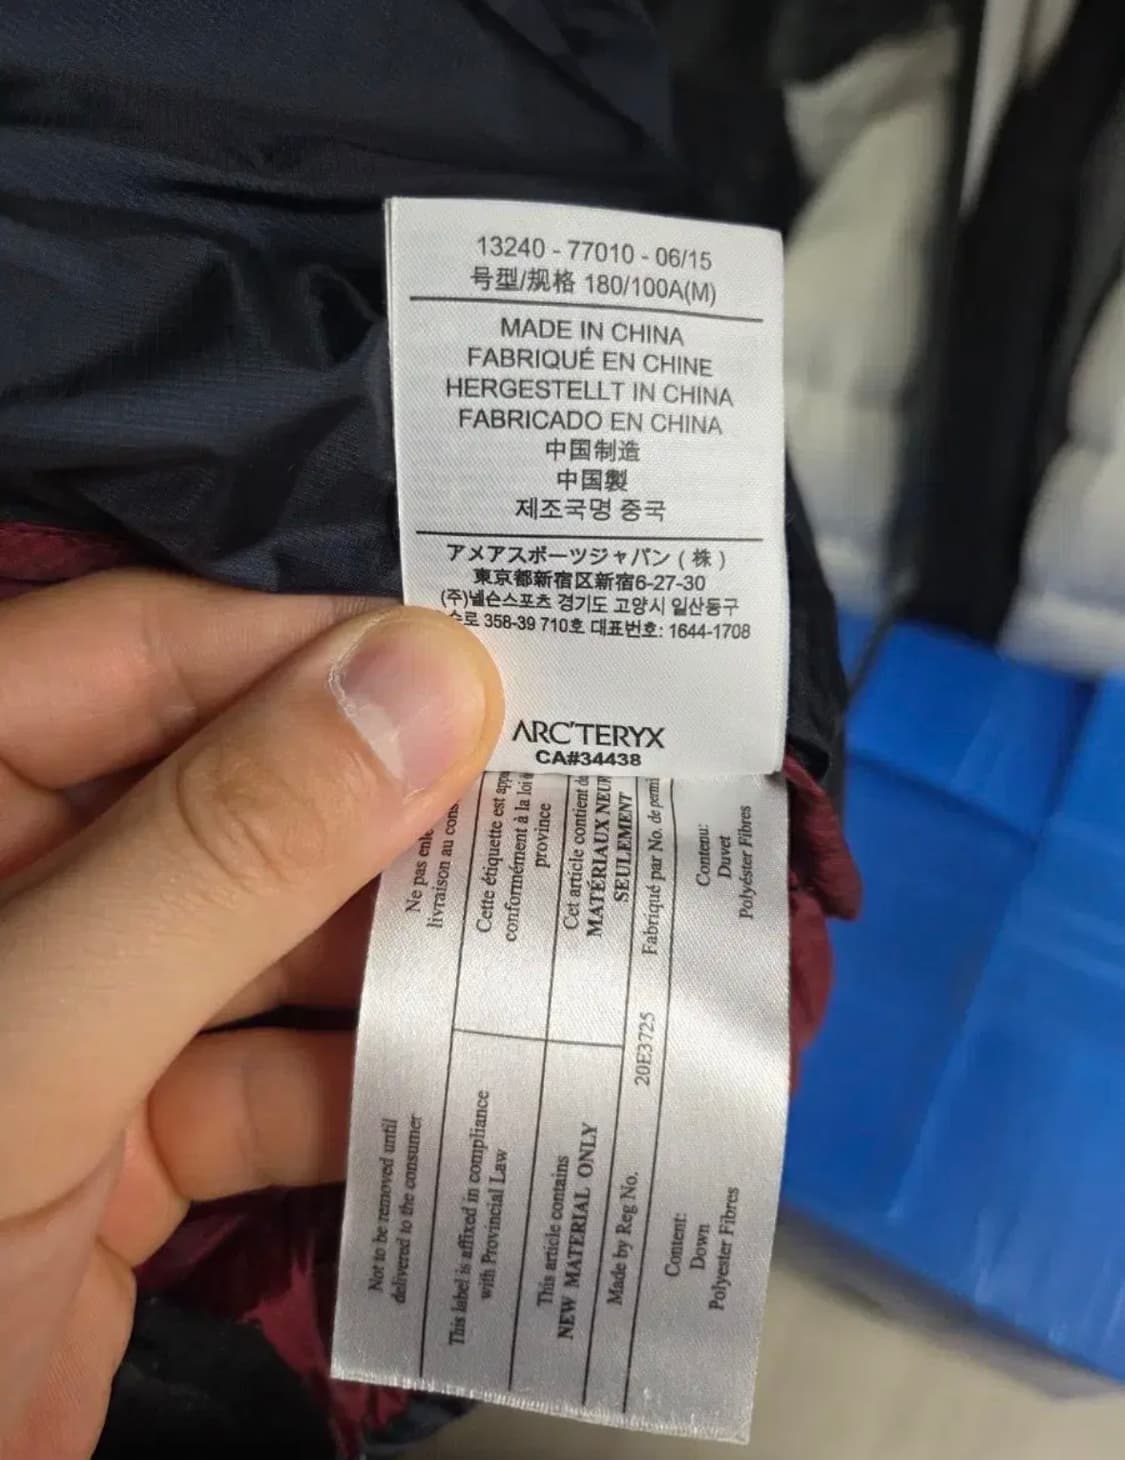 13240 - 77010 - 06/15
号型/规格 180/100A(M)
MADE IN CHINA
FABRIQUÉ EN CHINE
HERGESTELLT IN CHINA
FABRICADO EN CHINA
中国制造
中国製
제조국명 중국
アメアスポーツジャパン ( 株 )
東京都新宿区新宿6-27-30
(주)넬슨스포츠 경기도 고양시 일산동구
358-39 710호 대표번호: 1644-1708
ARC'TERYX
CA#34438
Not to be removed until
delivered to the consumer
Ne pas
livraison au
This label is affixed in compliance
with Provincial Law
Cette étiquette est
conformément à la loi
province
This article contains
NEW MATERIAL ONLY
Cet article contient
MATÉRIAUX
SEULEMENT
Made by Reg No. 20E3725 Fabriqué par No. de
Content:
Down
Polyester Fibres
Contenu:
Duvet
Polyéster Fibres